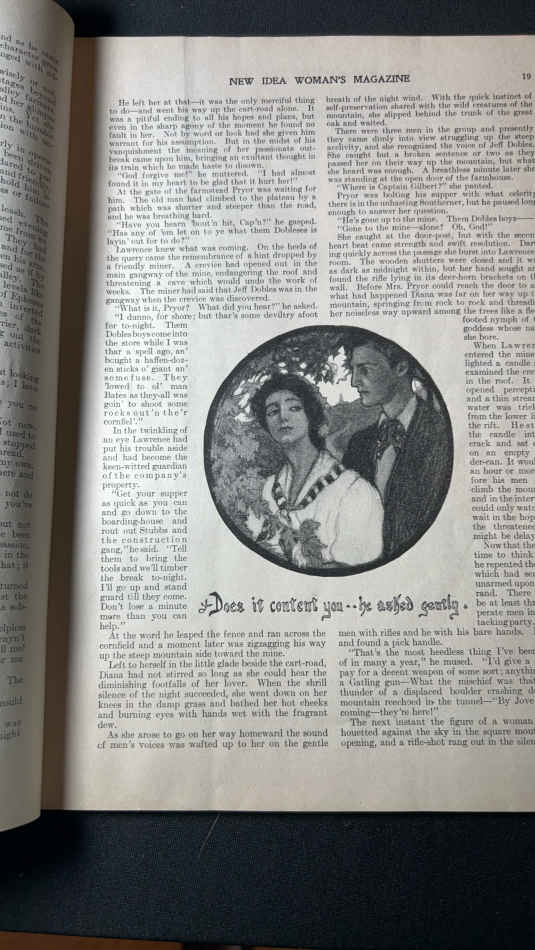 NEW IDEA WOMAN'S MAGAZINE
19
He left her at that—it was the only merciful thing
to do—and went his way up the cart-road alone. It
was a pitiful ending to all his hopes and plans, but
even in the sharp agony of the moment he found no
fault in her. Not by word or look had she given him
warrant for his assumption. But in the midst of his
vanquishment the meaning of her passionate out-
break came upon him, bringing an exultant thought in
its train which he made haste to disown.
"God forgive me!" he muttered. "I had almost
found it in my heart to be glad that it hurt her!"
At the gate of the farmstead Pryor was waiting for
him. The old man had climbed to the plateau by a
path which was shorter and steeper than the road,
and he was breathing hard.
"Have you hearn 'bout'n hit, Cap'n?" he gasped.
"Has any of 'em let on to ye what them Dobleses is
layin' out for to do?"
Lawrence knew what was coming. On the heels of
the query came the remembrance of a hint dropped by
a friendly miner. A crevice had opened out in the
main gangway of the mine, endangering the roof and
threatening a cave which would undo the work of
weeks. The miner had said that Jeff Dobles was in the
gangway when the crevice was discovered.
"What is it, Pryor? What did you hear?" he asked.
"I dunno, for shore; but thar's some deviltry afoot
for to-night. Them
Dobles boys come into
the store while I was
thar a spell ago, an'
bought a haffen-doz-
en sticks o' giant an'
some fuse. They
'lowed to ol' man
Bates as they-all was
goin' to shoot some
rocks out'n the'r
cornfiel'."
In the twinkling of
an eye Lawrence had
put his trouble aside
and had become the
keen-witted guardian
of the company's
property.
"Get your supper
as quick as you can
and go down to the
boarding-house and
rout out Stubbs and
the construction
gang," he said. "Tell
them to bring the
tools and we'll timber
the break to-night.
I'll go up and stand
guard till they come.
Don't lose a minute
more than you can
help."
At the word he leaped the fence and ran across the
cornfield and a moment later was zigzagging his way
up the steep mountain side toward the mine.
Left to herself in the little glade beside the cart-road,
Diana had not stirred so long as she could hear the
diminishing footfalls of her lover. When the shrill
silence of the night succeeded, she went down on her
knees in the damp grass and bathed her hot cheeks
and burning eyes with hands wet with the fragrant
dew.
As she arose to go on her way homeward the sound
of men's voices was wafted to up to her on the gentle
breath of the night wind. With the quick instinct of
self-preservation shared with the wild creatures of the
mountain, she slipped behind the trunk of the great
oak and waited.
There were three men in the group and presently
they came dimly into view struggling up the steep
acclivity, and she recognized the voice of Jeff Dobles.
She caught but a broken sentence or two as they
passed her on their way up the mountain, but what
she heard was enough. A breathless minute later she
was standing at the open door of the farmhouse.
"Where is Captain Gilbert?" she panted.
Pryor was bolting his supper with what celerity
there is in the unhasting Southerner, but he paused long
enough to answer her question.
"He's gone up to the mine. Them Dobles boys—
"Gone to the mine—alone! Oh, God!"
She caught at the door-post, but with the second
heart beat came strength and swift resolution. Dar
ing quickly across the passage she burst into Lawrence
room. The wooden shutters were closed and it was
as dark as midnight within, but her hand sought and
found the rifle lying in its deer-horn brackets on t
wall. Before Mrs. Pryor could reach the door to a
what had happened Diana was far on her way up t
mountain, springing from rock to rock and threadi
her noiseless way upward among the trees like a flee
footed nymph of
goddess whose na
she bore.
When Lawren
entered the mine
lighted a candle
examined the cre
in the roof. It
opened percepti
and a thin strea
water was tric
from the lower li
the rift. He st
the candle int
crack and sat
on an empty
der-can. It woul
an hour or mor
fore his men
climb the mou
and in the inter
could only watc
wait in the hop
the threatene
might be delay
Now that the
time to think
he repented the
which had se
unarmed upon
rand. There
be at least th
perate men in
tacking party,
men with rifles and he with his bare hands.
and found a pick handle.
"That's the most heedless thing I've been
of in many a year," he mused. "I'd give a
pay for a decent weapon of some sort; anythin
a Gatling gun—What the mischief was that
thunder of a displaced boulder crashing d
mountain reechoed in the tunnel—"By Jove
coming—they're here!"
The next instant the figure of a woman
houetted against the sky in the square mout
opening, and a rifle-shot rang out in the silen
Does it content you--he asked gently.